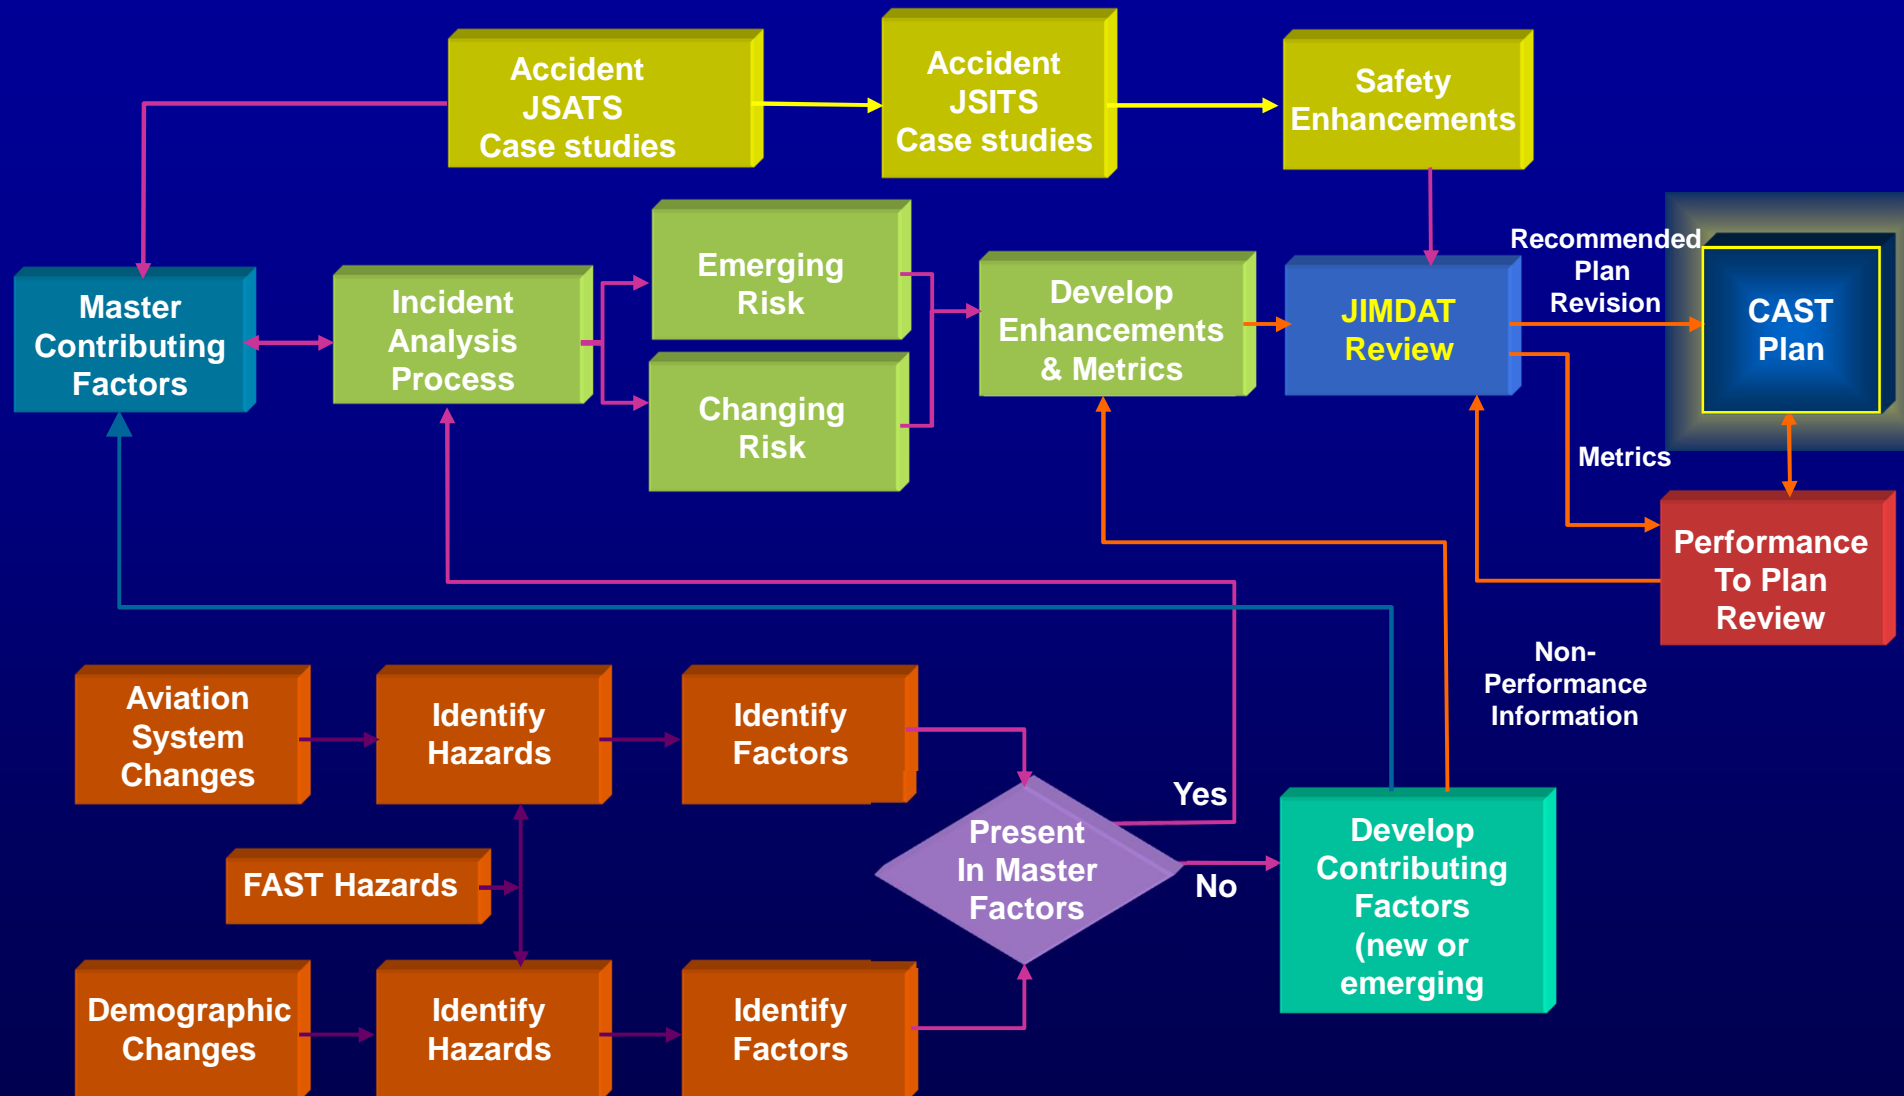 Accident
JSATS
Case studies
Accident
JSITS
Case studies
Safety
Enhancements
Master
Contributing
Factors
Incident
Analysis
Process
Emerging
Risk
Changing
Risk
Develop
Enhancements
& Metrics
JIMDAT
Review
Recommended
Plan
Revision
CAST
Plan
Metrics
Performance
To Plan
Review
Non-
Performance
Information
Aviation
System
Changes
Identify
Hazards
Identify
Factors
FAST Hazards
Present
In Master
Factors
Yes
No
Develop
Contributing
Factors
(new or
emerging
Demographic
Changes
Identify
Hazards
Identify
Factors